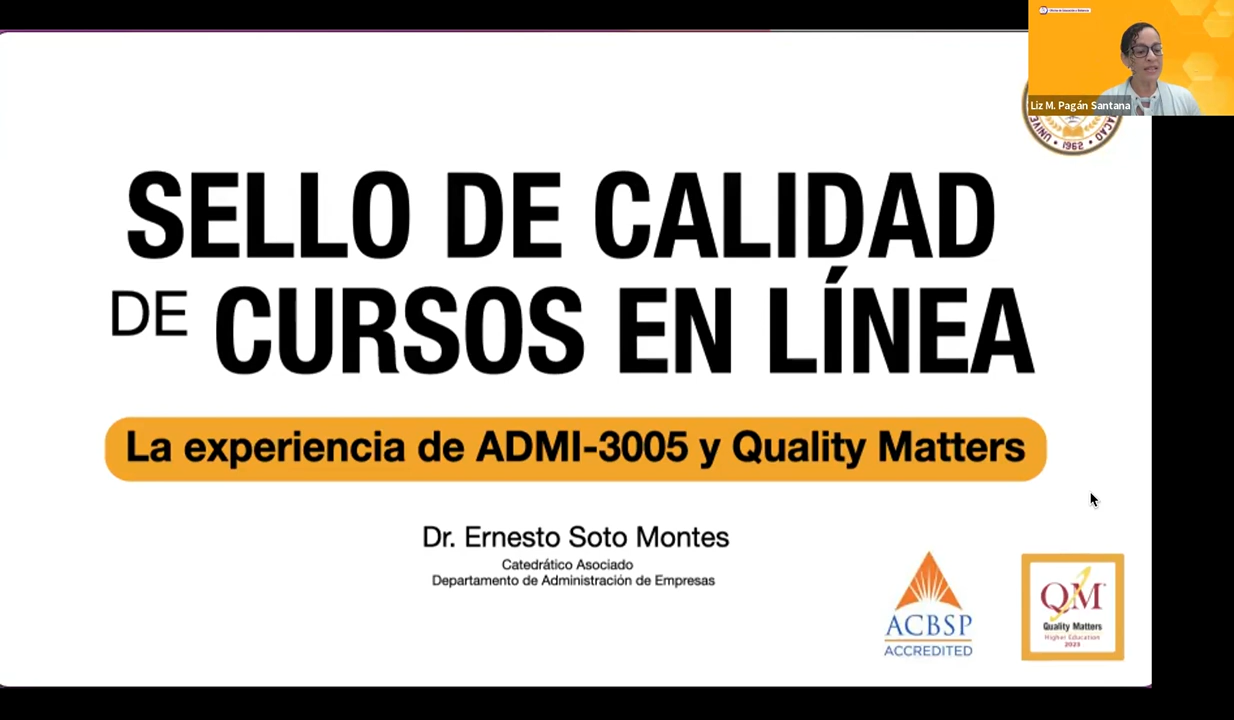 Liz M. Pagán Santana
1962
SELLO DE CALIDAD
DE CURSOS EN LÍNEA
La experiencia de ADMI-3005 y Quality Matters
Dr. Ernesto Soto Montes
Catedrático Asociado
Departamento de Administración de Empresas
ACBSP
ACCREDITED
QM
Quality Matters
Higher Education
2023